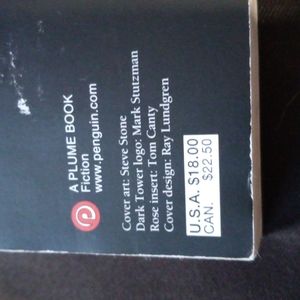 A PLUME BOOK
Fiction
www.penguin.com
Cover art: Steve Stone
Dark Tower logo: Mark Stutzman
Rose insert: Tom Canty
Cover design: Ray Lundgren
U.S.A. $18.00
CAN. $22.50